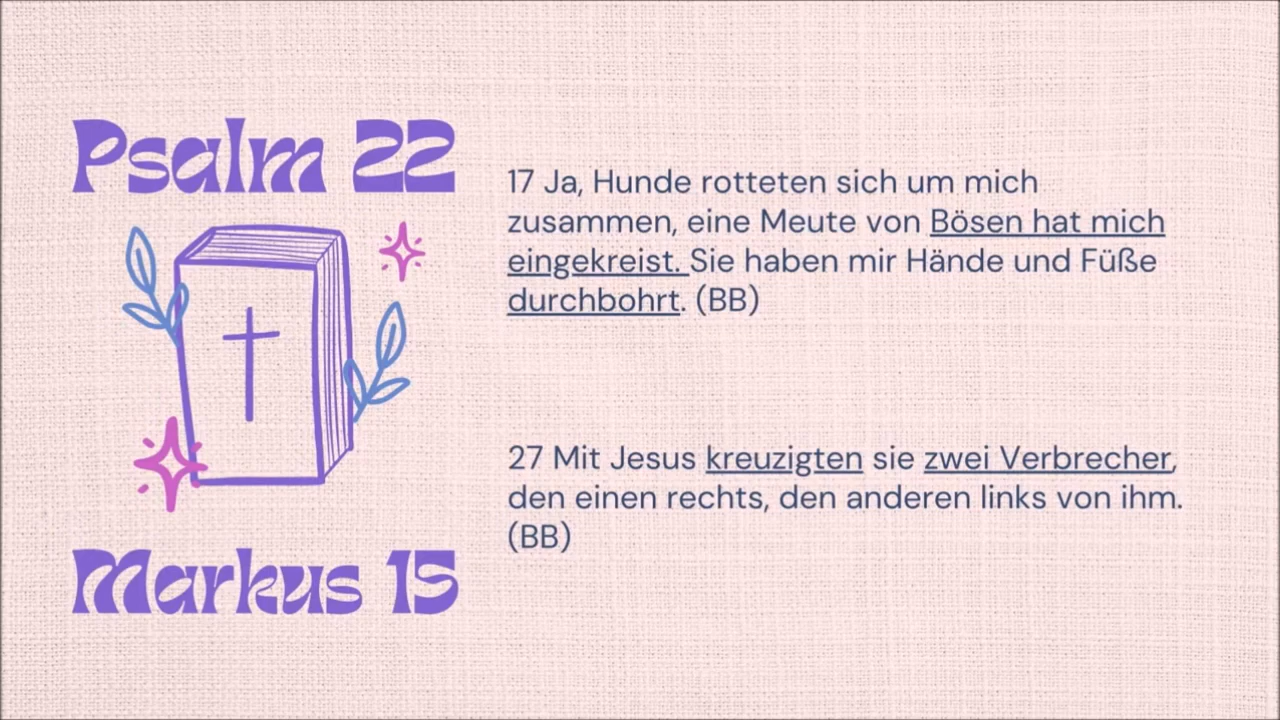 Psalm 22
17 Ja, Hunde rotteten sich um mich
zusammen, eine Meute von Bösen hat mich
eingekreist. Sie haben mir Hände und Füße
durchbohrt. (BB)
27 Mit Jesus kreuzigten sie zwei Verbrecher,
den einen rechts, den anderen links von ihm.
(BB)
Markus 15